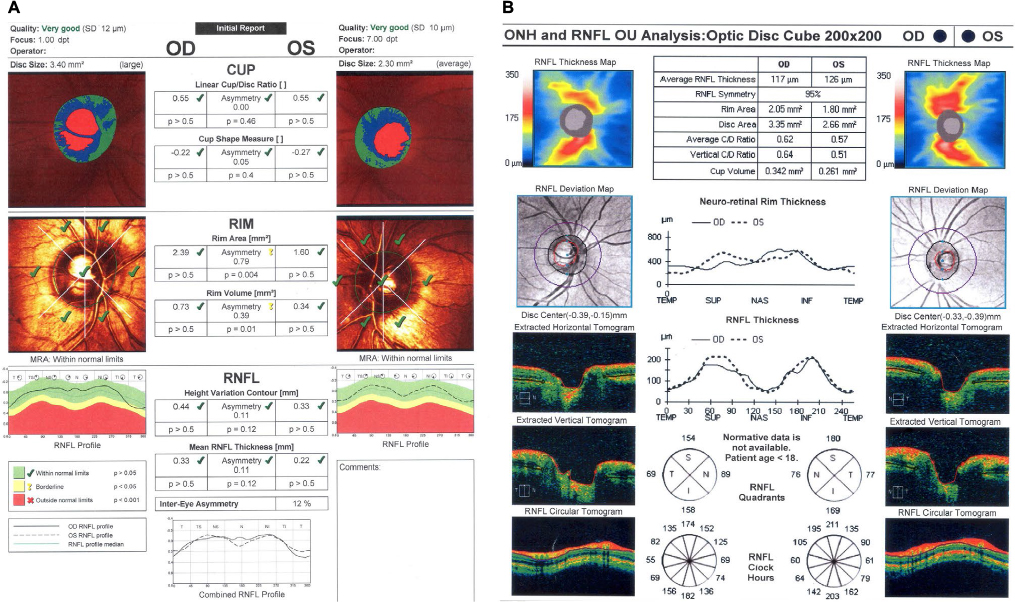 A
Quality: Very good (SD 12 µm)
Focus: 1.00 dpt
Operator:
Initial Report
OD
OS
Quality: Very good (SD 10 µm)
Focus: 7.00 dpt
Operator:
Disc Size: 3.40 mm² (large)
Disc Size: 2.30 mm² (average)
CUP
Linear Cup/Disc Ratio [ ]
0.55 ✔ Asymmetry ✔ 0.55 ✔
0.00
p > 0.5 p = 0.46 p > 0.5
Cup Shape Measure [ ]
-0.22 ✔ Asymmetry ✔ -0.27 ✔
0.05
p > 0.5 p = 0.4 p > 0.5
RIM
Rim Area [mm²]
2.39 ✔ Asymmetry 1.60 ✔
0.79
p > 0.5 p = 0.004 p > 0.5
Rim Volume [mm³]
0.73 ✔ Asymmetry 0.34 ✔
0.39
p > 0.5 p = 0.01 p > 0.5
MRA: Within normal limits
MRA: Within normal limits
RNFL
Height Variation Contour [mm]
0.44 ✔ Asymmetry ✔ 0.33 ✔
0.11
p > 0.5 p = 0.12 p > 0.5
Mean RNFL Thickness [mm]
0.33 ✔ Asymmetry ✔ 0.22 ✔
0.11
p > 0.5 p = 0.12 p > 0.5
RNFL Profile
RNFL Profile
Inter-Eye Asymmetry 12 %
Within normal limits p > 0.05
Borderline p < 0.05
Outside normal limits p < 0.001
OD RNFL profile
OS RNFL profile
RNFL profile median
T TS NS N NI TI T
Combined RNFL Profile
Comments:
B
ONH and RNFL OU Analysis:Optic Disc Cube 200x200 OD OS
RNFL Thickness Map
350
175
0 µm
OD OS
Average RNFL Thickness 117 µm 126 µm
RNFL Symmetry 95%
Rim Area 2.05 mm² 1.80 mm²
Disc Area 3.35 mm² 2.66 mm²
Average C/D Ratio 0.62 0.57
Vertical C/D Ratio 0.64 0.51
Cup Volume 0.342 mm³ 0.261 mm³
RNFL Thickness Map
350
175
0 µm
RNFL Deviation Map
Disc Center(-0.39,-0.15)mm
Neuro-retinal Rim Thickness
µm OD OS
800
400
0
TEMP SUP NAS INF TEMP
RNFL Deviation Map
Disc Center(-0.33,-0.39)mm
Extracted Horizontal Tomogram
RNFL Thickness
µm OD OS
200
100
0
TEMP SUP NAS INF TEMP
0 30 60 90 120 150 180 210 240
Extracted Horizontal Tomogram
Extracted Vertical Tomogram
154
69 S T N I 89
158
Normative data is
not available.
Patient age < 18.
RNFL
Quadrants
180
76 S N T I 77
169
Extracted Vertical Tomogram
RNFL Circular Tomogram
174
135 152
82 125
55 69
69 74
156 136
182
RNFL
Clock
Hours
211
195 135
105 90
60 61
64 79
142 162
203
RNFL Circular Tomogram